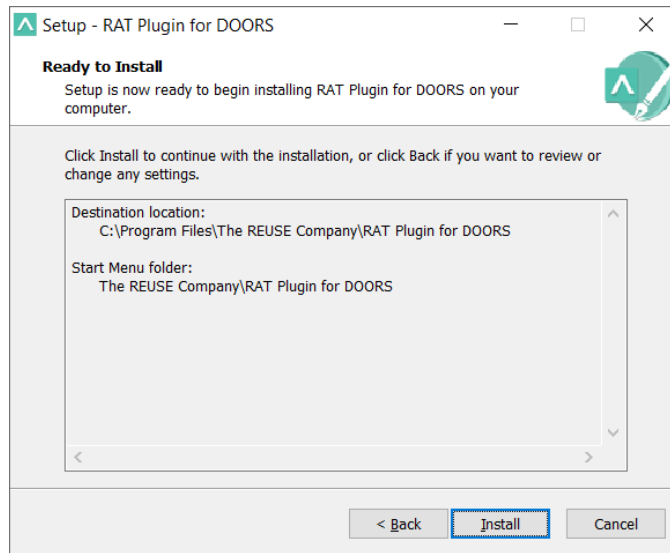 Setup - RAT Plugin for DOORS
Ready to Install
Setup is now ready to begin installing RAT Plugin for DOORS on your
computer.
Click Install to continue with the installation, or click Back if you want to review or
change any settings.
Destination location:
C:\Program Files\The REUSE Company\RAT Plugin for DOORS
Start Menu folder:
The REUSE Company\RAT Plugin for DOORS
< Back
Install
Cancel